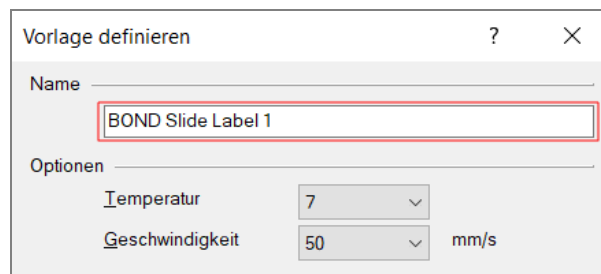 Vorlage definieren ? ×
Name
BOND Slide Label 1
Optionen
Temperatur 7
Geschwindigkeit 50 mm/s